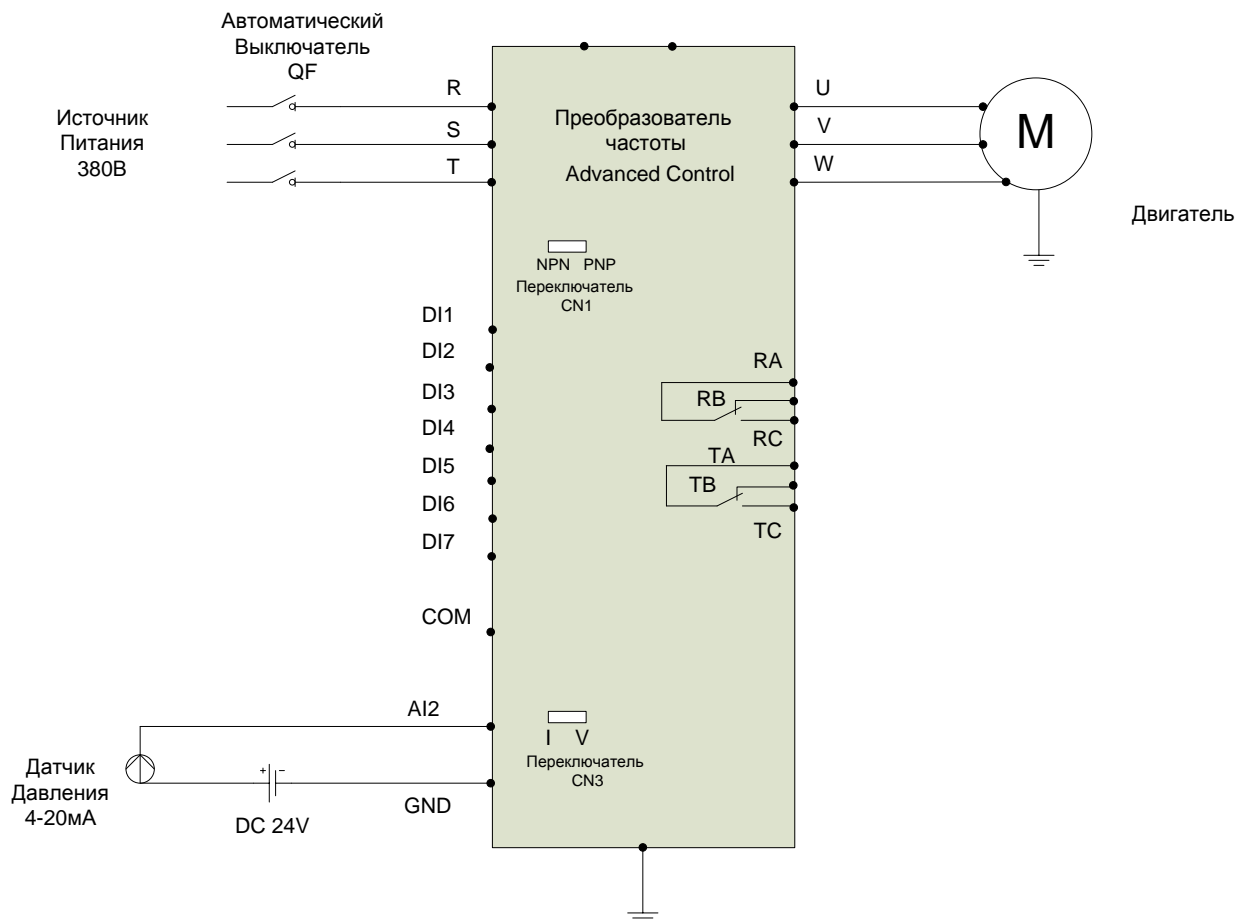 Автоматический
Выключатель
QF
Источник
Питания
380В
R
S
T
Преобразователь
частоты
Advanced Control
U
V
W
M
Двигатель
NPN PNP
Переключатель
CN1
DI1
DI2
DI3
DI4
DI5
DI6
DI7
COM
RA
RB
RC
TA
TB
TC
AI2
I V
Переключатель
CN3
Датчик
Давления
4-20мА
+ −
DC 24V
GND